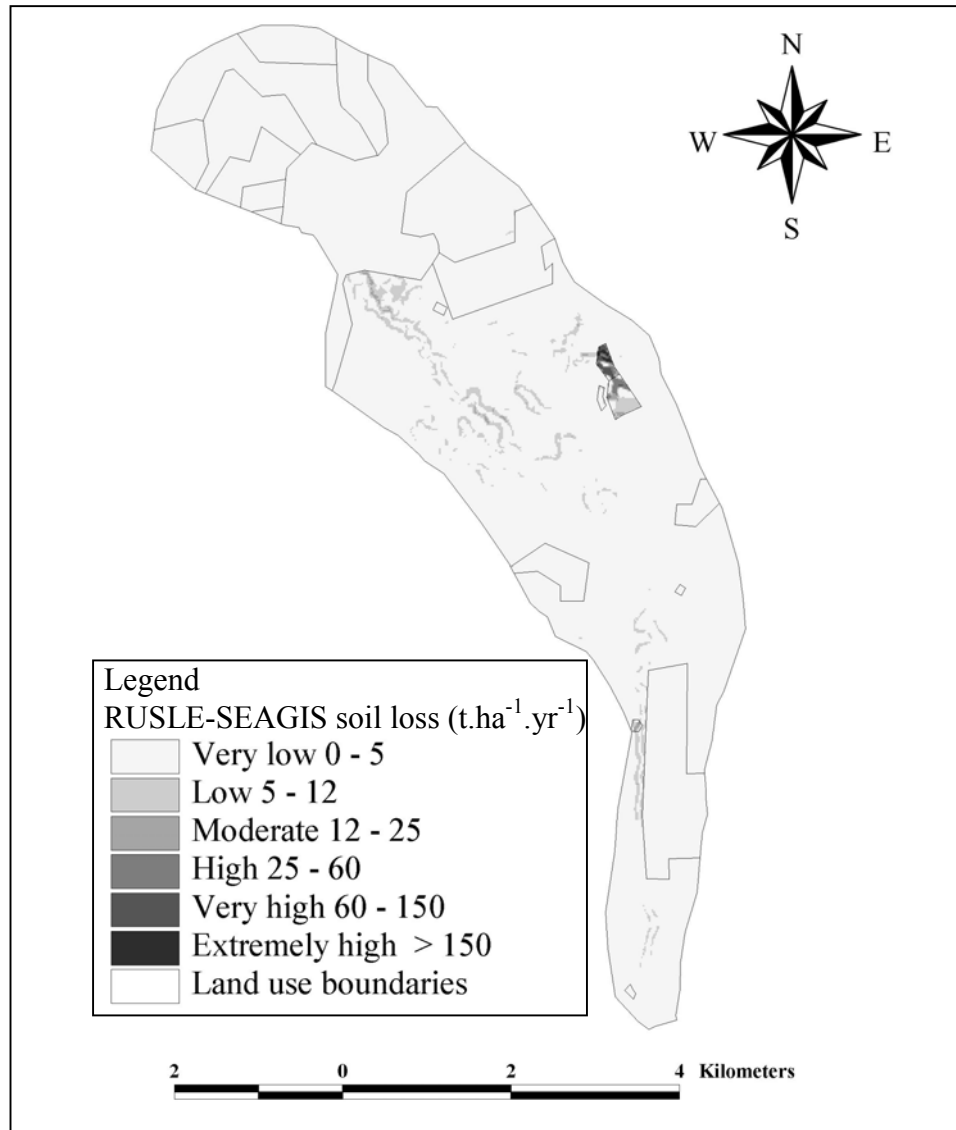 N
W E
S
Legend
RUSLE-SEAGIS soil loss (t.ha⁻¹.yr⁻¹)
Very low 0 - 5
Low 5 - 12
Moderate 12 - 25
High 25 - 60
Very high 60 - 150
Extremely high > 150
Land use boundaries
2 0 2 4 Kilometers